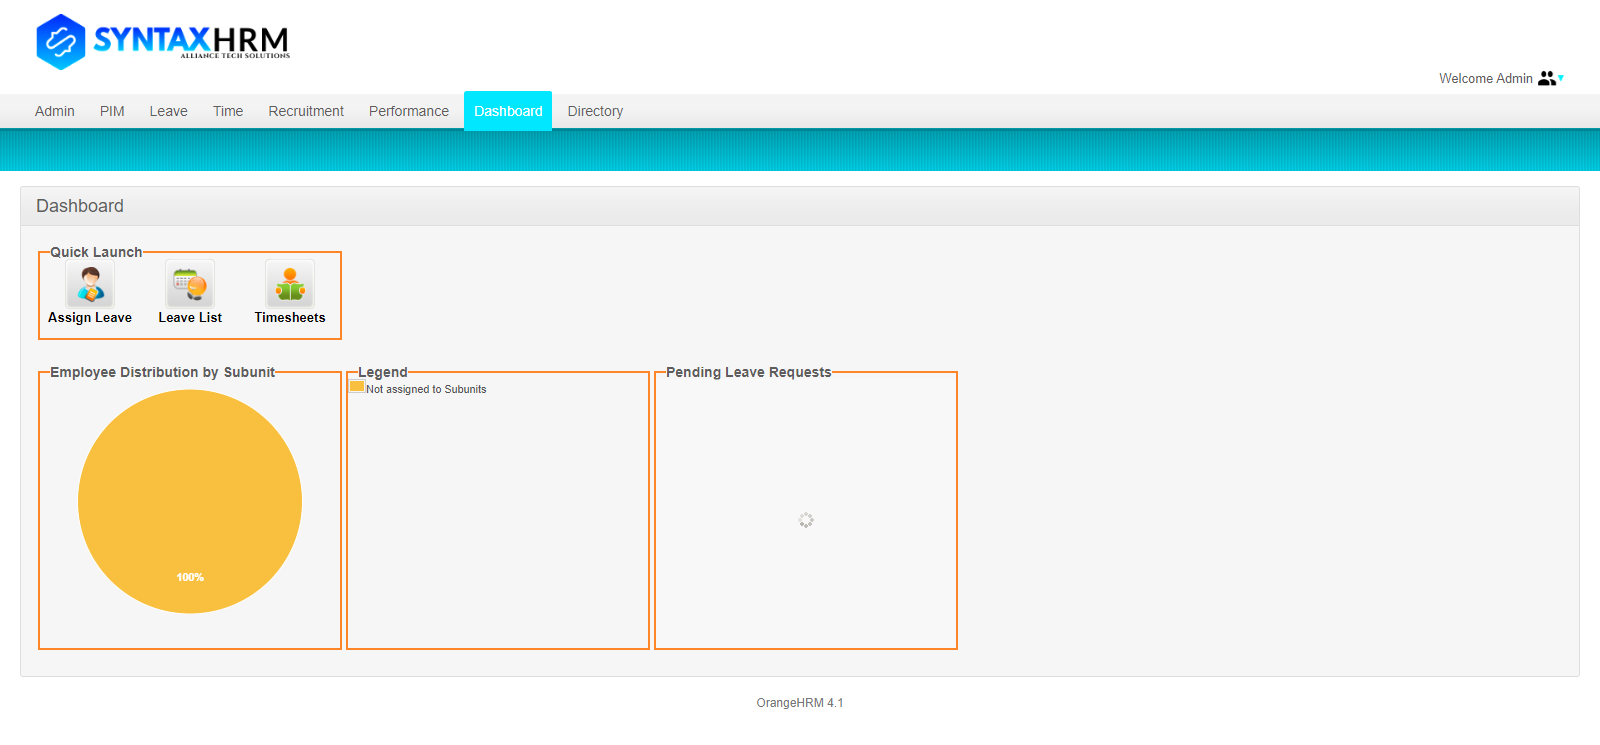 SYNTAXHRM
ALLIANCE TECH SOLUTIONS
Welcome Admin
Admin PIM Leave Time Recruitment Performance Dashboard Directory
Dashboard
Quick Launch
Assign Leave Leave List Timesheets
Employee Distribution by Subunit
100%
Legend
Not assigned to Subunits
Pending Leave Requests
OrangeHRM 4.1